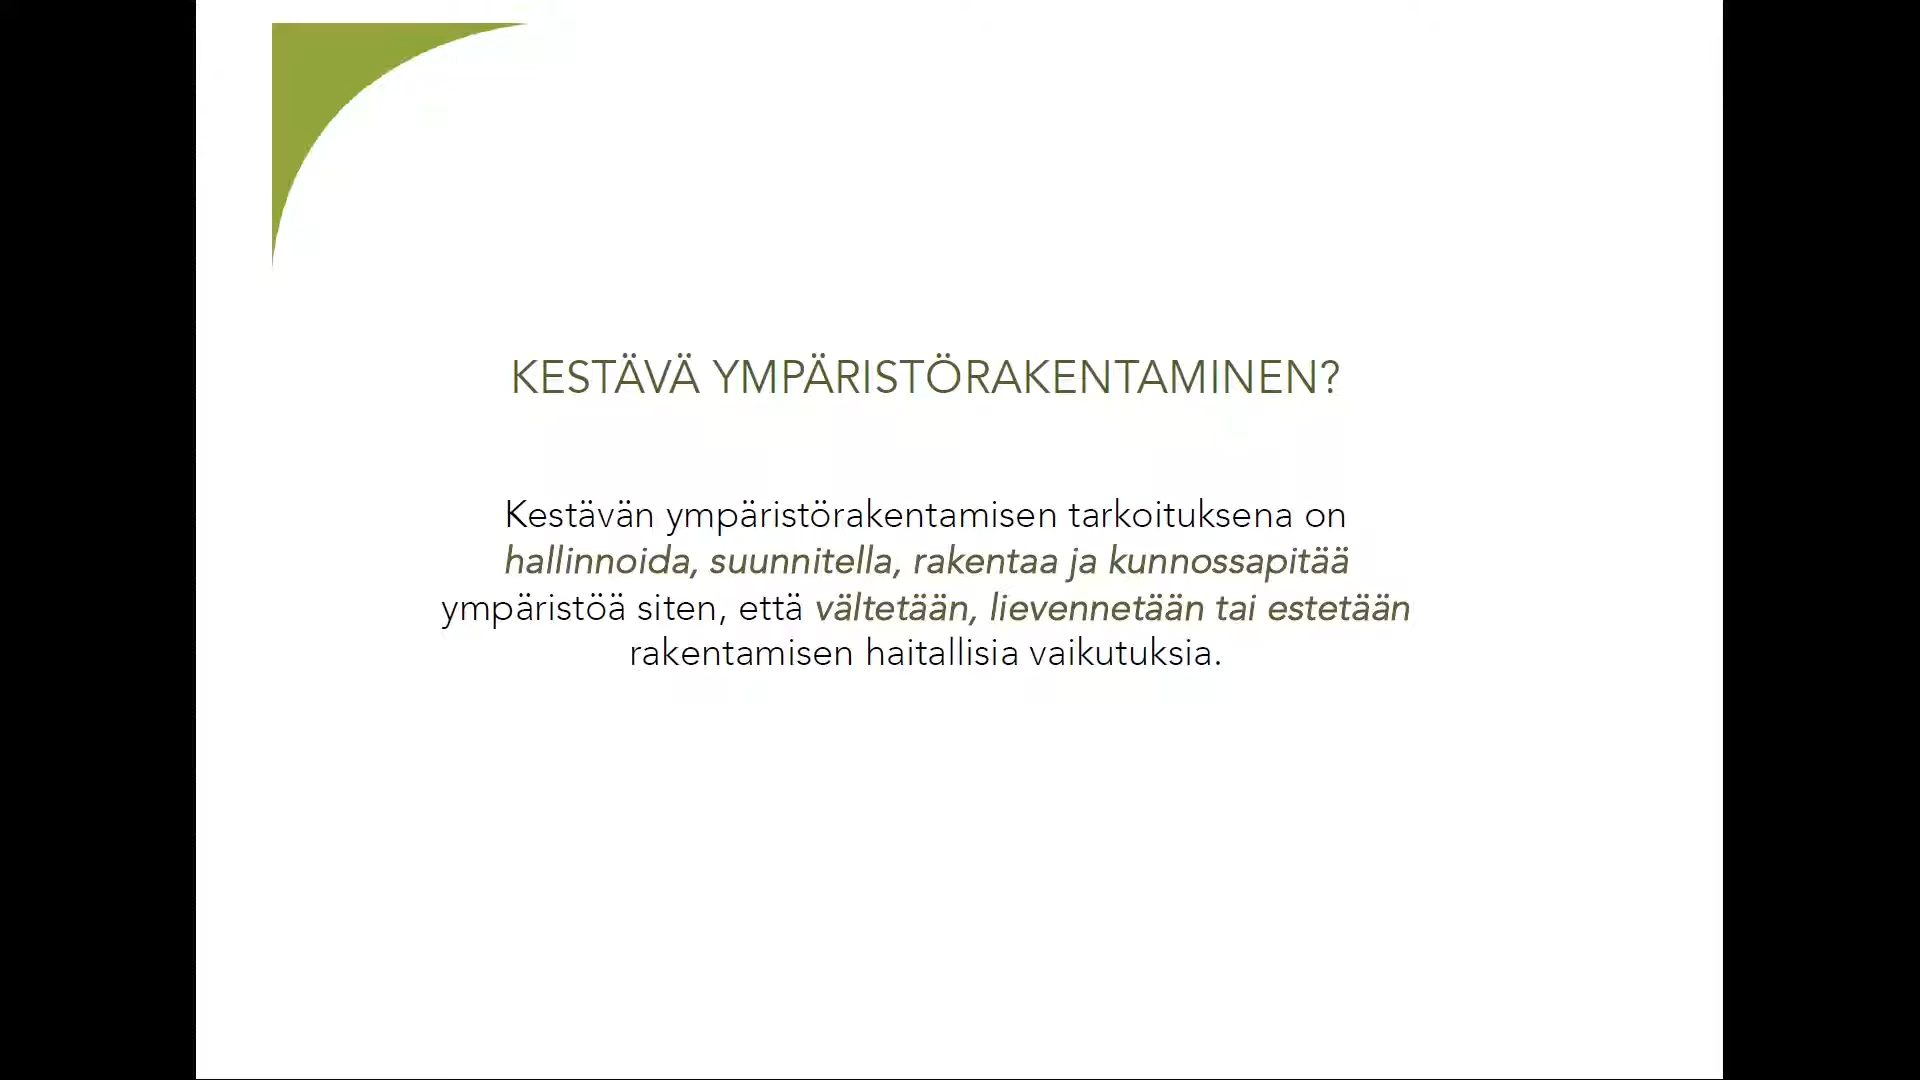 KESTÄVÄ YMPÄRISTÖRAKENTAMINEN?
Kestävän ympäristörakentamisen tarkoituksena on
hallinnoida, suunnitella, rakentaa ja kunnossapitää
ympäristöä siten, että vältetään, lievennetään tai estetään
rakentamisen haitallisia vaikutuksia.